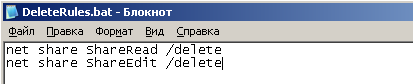 DeleteRules.bat - Блокнот
Файл Правка Формат Вид Справка
net share ShareRead /delete
net share ShareEdit /delete